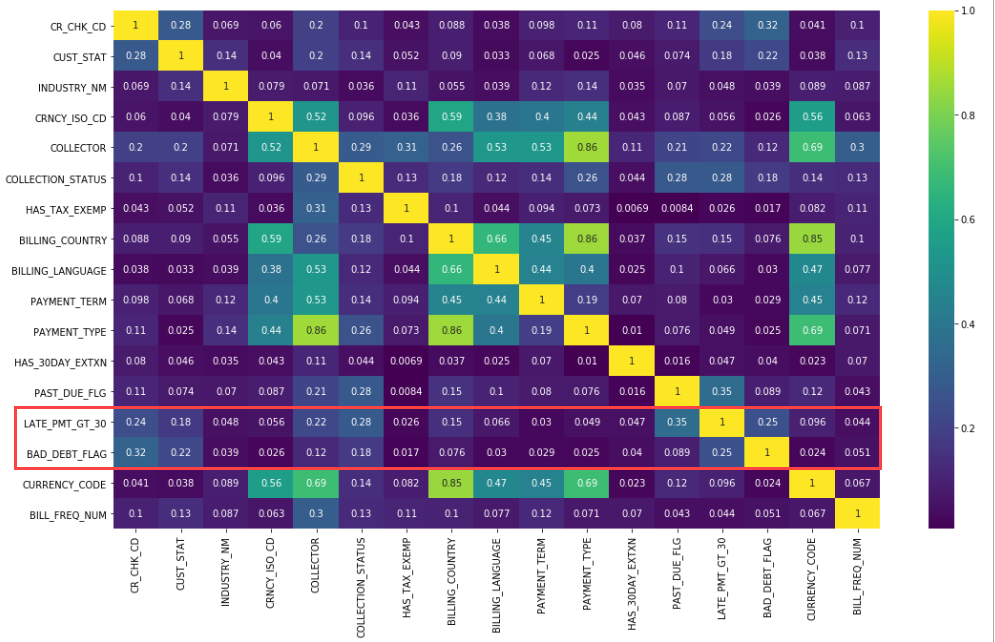 CR_CHK_CD 1 0.28 0.069 0.06 0.2 0.1 0.043 0.088 0.038 0.098 0.11 0.08 0.11 0.24 0.32 0.041 0.1
CUST_STAT 0.28 1 0.14 0.04 0.2 0.14 0.052 0.09 0.033 0.068 0.025 0.046 0.074 0.18 0.22 0.038 0.13
INDUSTRY_NM 0.069 0.14 1 0.079 0.071 0.036 0.11 0.055 0.039 0.12 0.14 0.035 0.07 0.048 0.039 0.089 0.087
CRNCY_ISO_CD 0.06 0.04 0.079 1 0.52 0.096 0.036 0.59 0.38 0.4 0.44 0.043 0.087 0.056 0.026 0.56 0.063
COLLECTOR 0.2 0.2 0.071 0.52 1 0.29 0.31 0.26 0.53 0.53 0.86 0.11 0.21 0.22 0.12 0.69 0.3
COLLECTION_STATUS 0.1 0.14 0.036 0.096 0.29 1 0.13 0.18 0.12 0.14 0.26 0.044 0.28 0.28 0.18 0.14 0.13
HAS_TAX_EXEMP 0.043 0.052 0.11 0.036 0.31 0.13 1 0.1 0.044 0.094 0.073 0.0069 0.0084 0.026 0.017 0.082 0.11
BILLING_COUNTRY 0.088 0.09 0.055 0.59 0.26 0.18 0.1 1 0.66 0.45 0.86 0.037 0.15 0.15 0.076 0.85 0.1
BILLING_LANGUAGE 0.038 0.033 0.039 0.38 0.53 0.12 0.044 0.66 1 0.44 0.4 0.025 0.1 0.066 0.03 0.47 0.077
PAYMENT_TERM 0.098 0.068 0.12 0.4 0.53 0.14 0.094 0.45 0.44 1 0.19 0.07 0.08 0.03 0.029 0.45 0.12
PAYMENT_TYPE 0.11 0.025 0.14 0.44 0.86 0.26 0.073 0.86 0.4 0.19 1 0.01 0.076 0.049 0.025 0.69 0.071
HAS_30DAY_EXTXN 0.08 0.046 0.035 0.043 0.11 0.044 0.0069 0.037 0.025 0.07 0.01 1 0.016 0.047 0.04 0.023 0.07
PAST_DUE_FLG 0.11 0.074 0.07 0.087 0.21 0.28 0.0084 0.15 0.1 0.08 0.076 0.016 1 0.35 0.089 0.12 0.043
LATE_PMT_GT_30 0.24 0.18 0.048 0.056 0.22 0.28 0.026 0.15 0.066 0.03 0.049 0.047 0.35 1 0.25 0.096 0.044
BAD_DEBT_FLAG 0.32 0.22 0.039 0.026 0.12 0.18 0.017 0.076 0.03 0.029 0.025 0.04 0.089 0.25 1 0.024 0.051
CURRENCY_CODE 0.041 0.038 0.089 0.56 0.69 0.14 0.082 0.85 0.47 0.45 0.69 0.023 0.12 0.096 0.024 1 0.067
BILL_FREQ_NUM 0.1 0.13 0.087 0.063 0.3 0.13 0.11 0.1 0.077 0.12 0.071 0.07 0.043 0.044 0.051 0.067 1
CR_CHK_CD
CUST_STAT
INDUSTRY_NM
CRNCY_ISO_CD
COLLECTOR
COLLECTION_STATUS
HAS_TAX_EXEMP
BILLING_COUNTRY
BILLING_LANGUAGE
PAYMENT_TERM
PAYMENT_TYPE
HAS_30DAY_EXTXN
PAST_DUE_FLG
LATE_PMT_GT_30
BAD_DEBT_FLAG
CURRENCY_CODE
BILL_FREQ_NUM
1.0
0.8
0.6
0.4
0.2